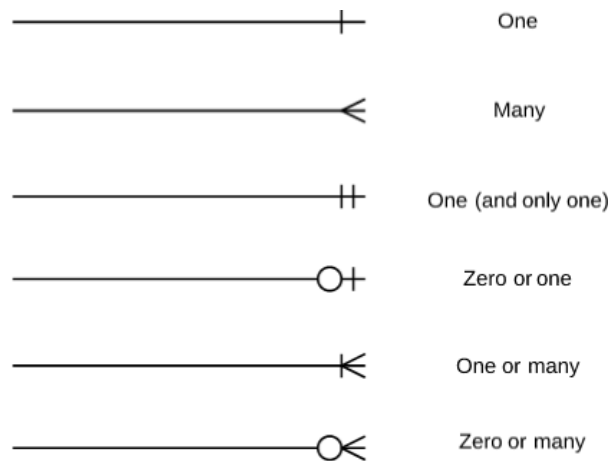 One
Many
One (and only one)
Zero or one
One or many
Zero or many